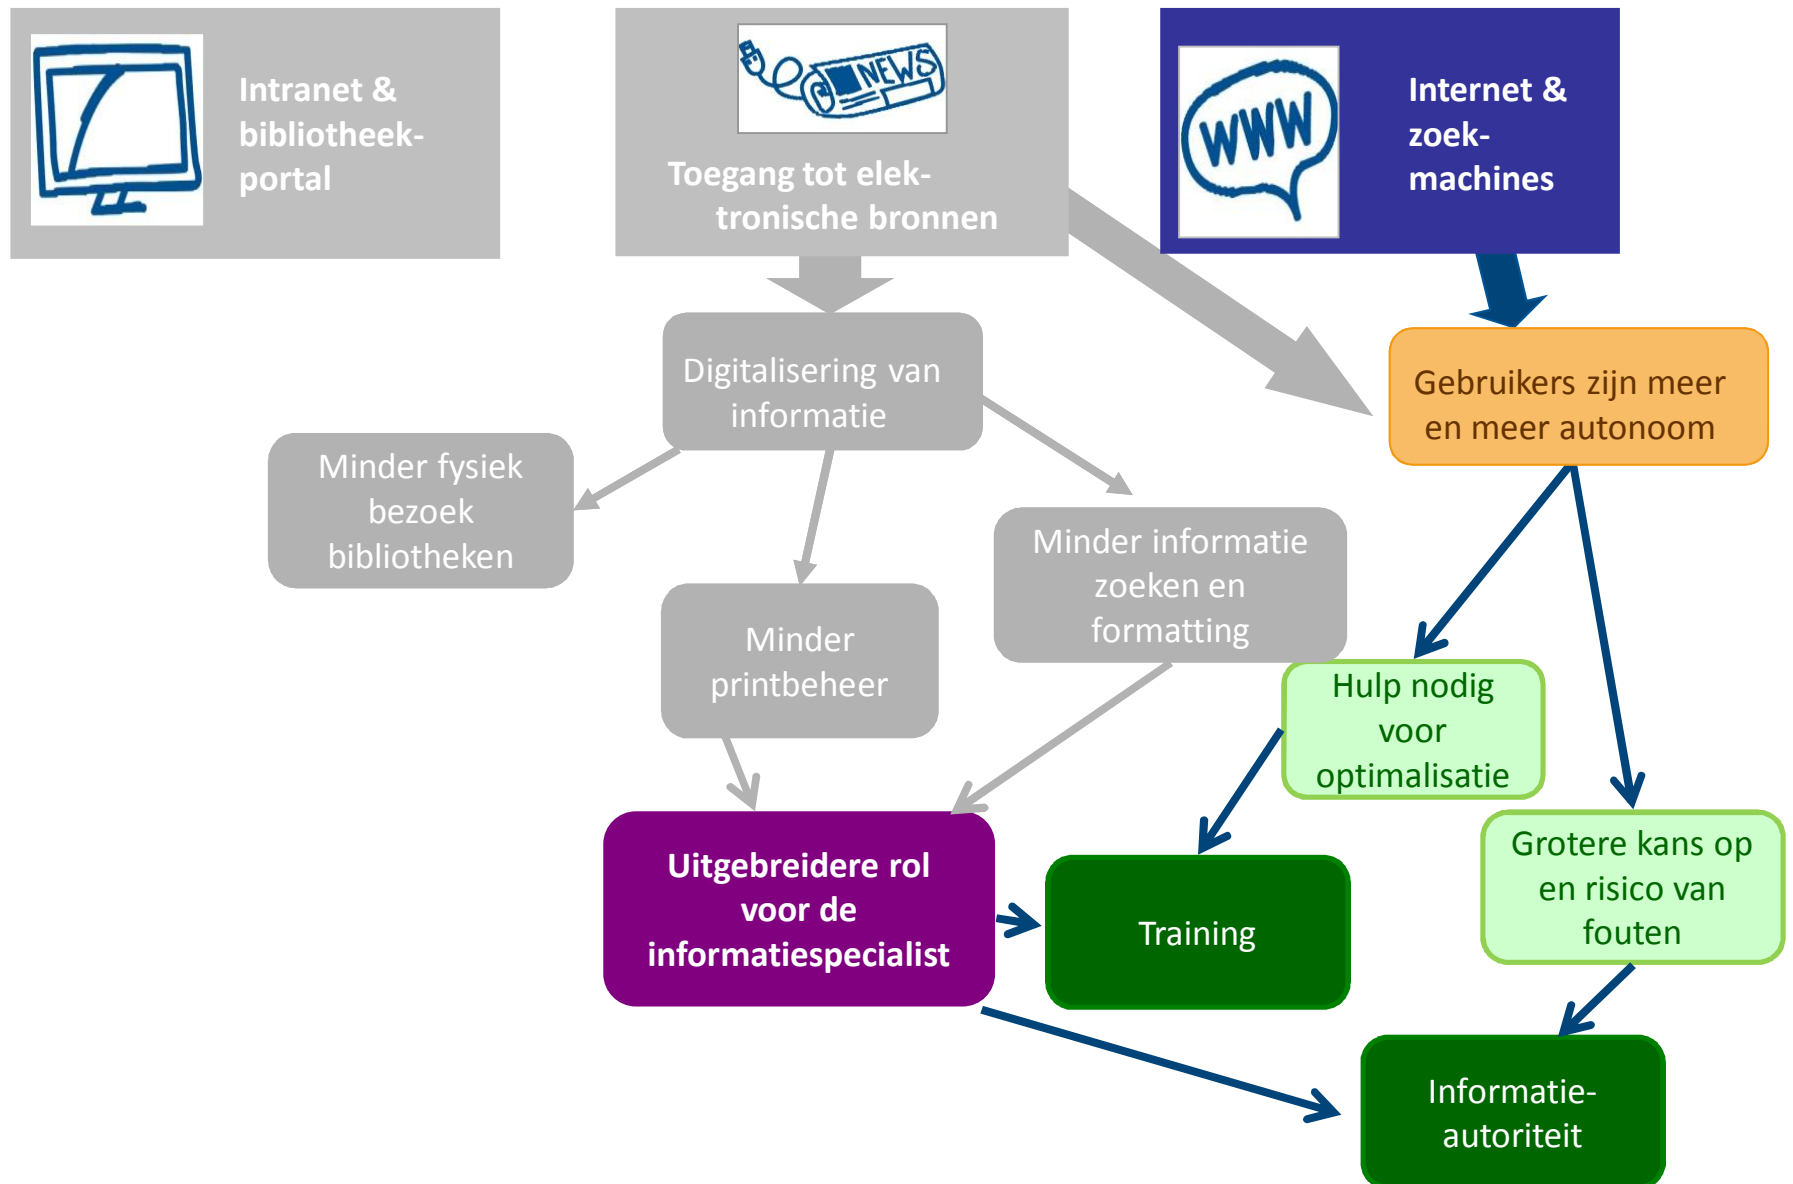 Intranet &
bibliotheek-
portal
NEWS
Toegang tot elek-
tronische bronnen
WWW
Internet &
zoek-
machines
Digitalisering van
informatie
Gebruikers zijn meer
en meer autonoom
Minder fysiek
bezoek
bibliotheken
Minder informatie
zoeken en
formatting
Minder
printbeheer
Hulp nodig
voor
optimalisatie
Uitgebreidere rol
voor de
informatiespecialist
Training
Grotere kans op
en risico van
fouten
Informatie-
autoriteit